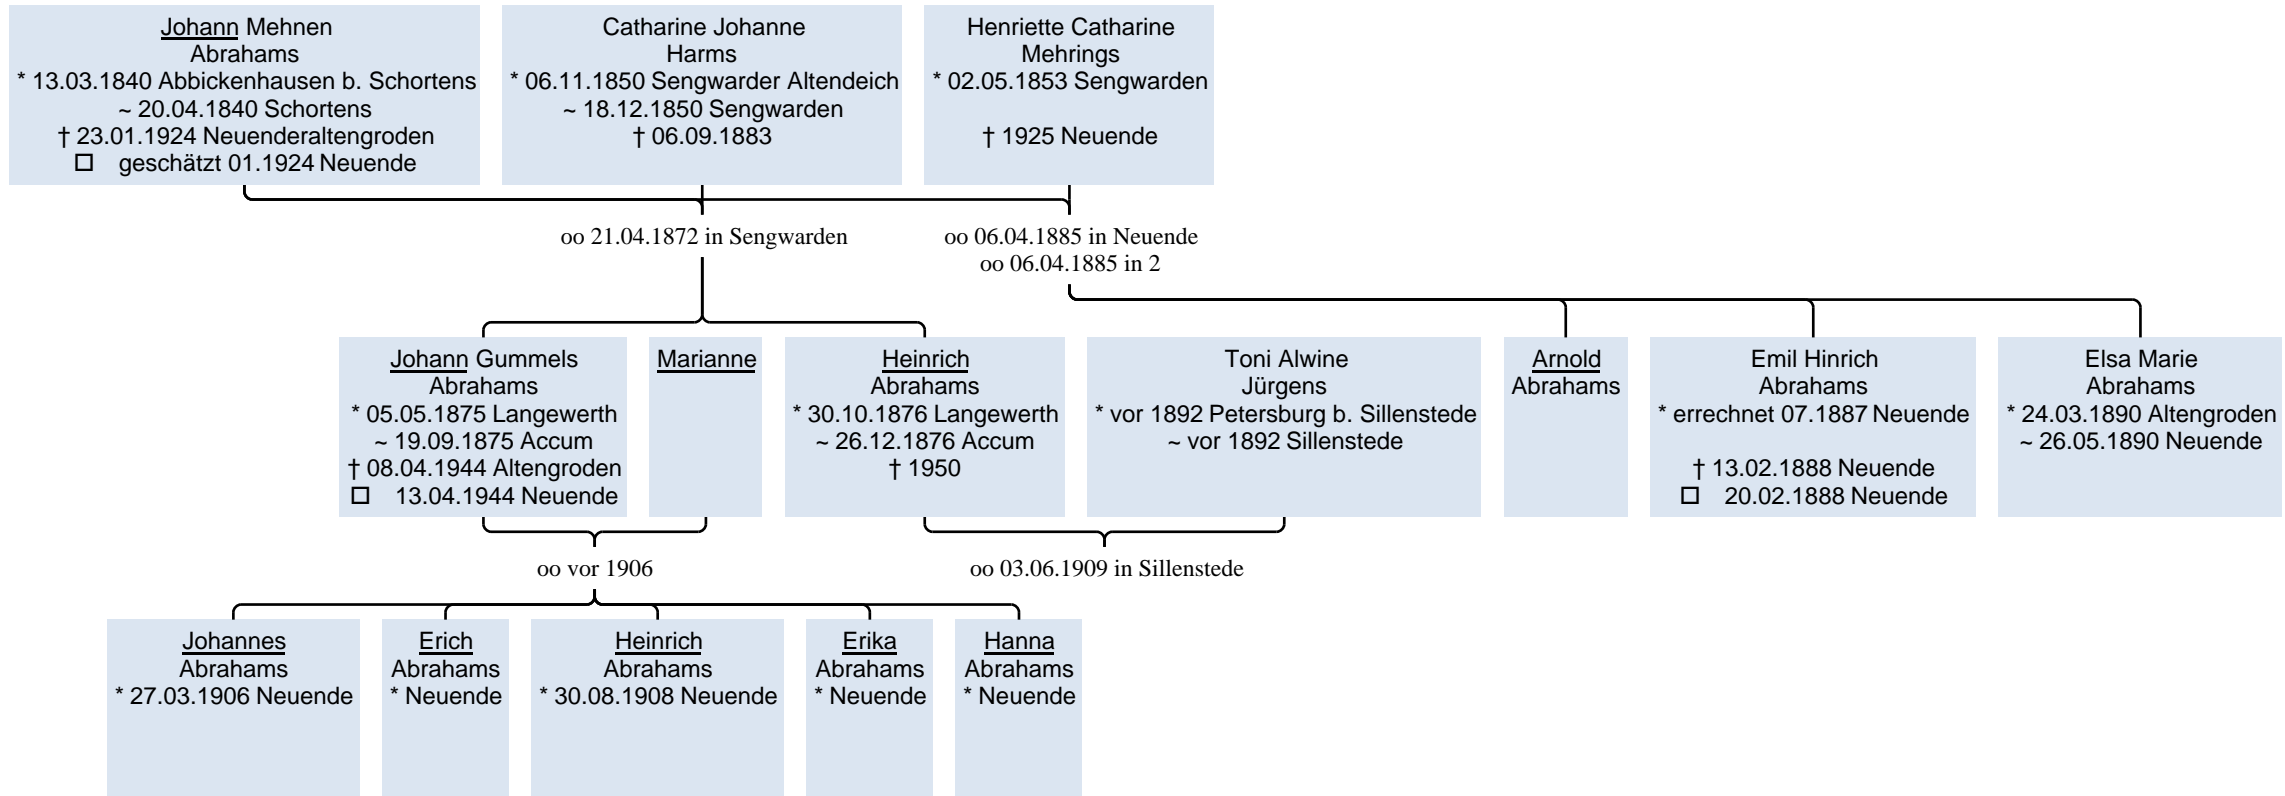 Johann Mehnen
Abrahams
* 13.03.1840 Abbickenhausen b. Schortens
~ 20.04.1840 Schortens
† 23.01.1924 Neuenderaltengroden
□ geschätzt 01.1924 Neuende
Catharine Johanne
Harms
* 06.11.1850 Sengwarder Altendeich
~ 18.12.1850 Sengwarden
† 06.09.1883
Henriette Catharine
Mehrings
* 02.05.1853 Sengwarden
† 1925 Neuende
oo 21.04.1872 in Sengwarden
oo 06.04.1885 in Neuende
oo 06.04.1885 in 2
Johann Gummels
Abrahams
* 05.05.1875 Langewerth
~ 19.09.1875 Accum
† 08.04.1944 Altengroden
□ 13.04.1944 Neuende
Marianne
Heinrich
Abrahams
* 30.10.1876 Langewerth
~ 26.12.1876 Accum
† 1950
Toni Alwine
Jürgens
* vor 1892 Petersburg b. Sillenstede
~ vor 1892 Sillenstede
Arnold
Abrahams
Emil Hinrich
Abrahams
* errechnet 07.1887 Neuende
† 13.02.1888 Neuende
□ 20.02.1888 Neuende
Elsa Marie
Abrahams
* 24.03.1890 Altengroden
~ 26.05.1890 Neuende
oo vor 1906
oo 03.06.1909 in Sillenstede
Johannes
Abrahams
* 27.03.1906 Neuende
Erich
Abrahams
* Neuende
Heinrich
Abrahams
* 30.08.1908 Neuende
Erika
Abrahams
* Neuende
Hanna
Abrahams
* Neuende